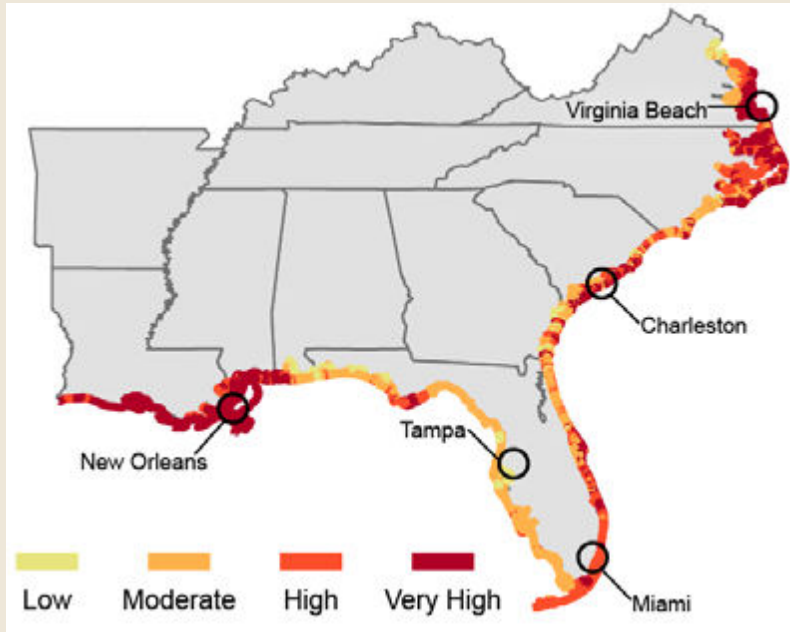 Virginia Beach
Charleston
Tampa
New Orleans
Miami
Low Moderate High Very High